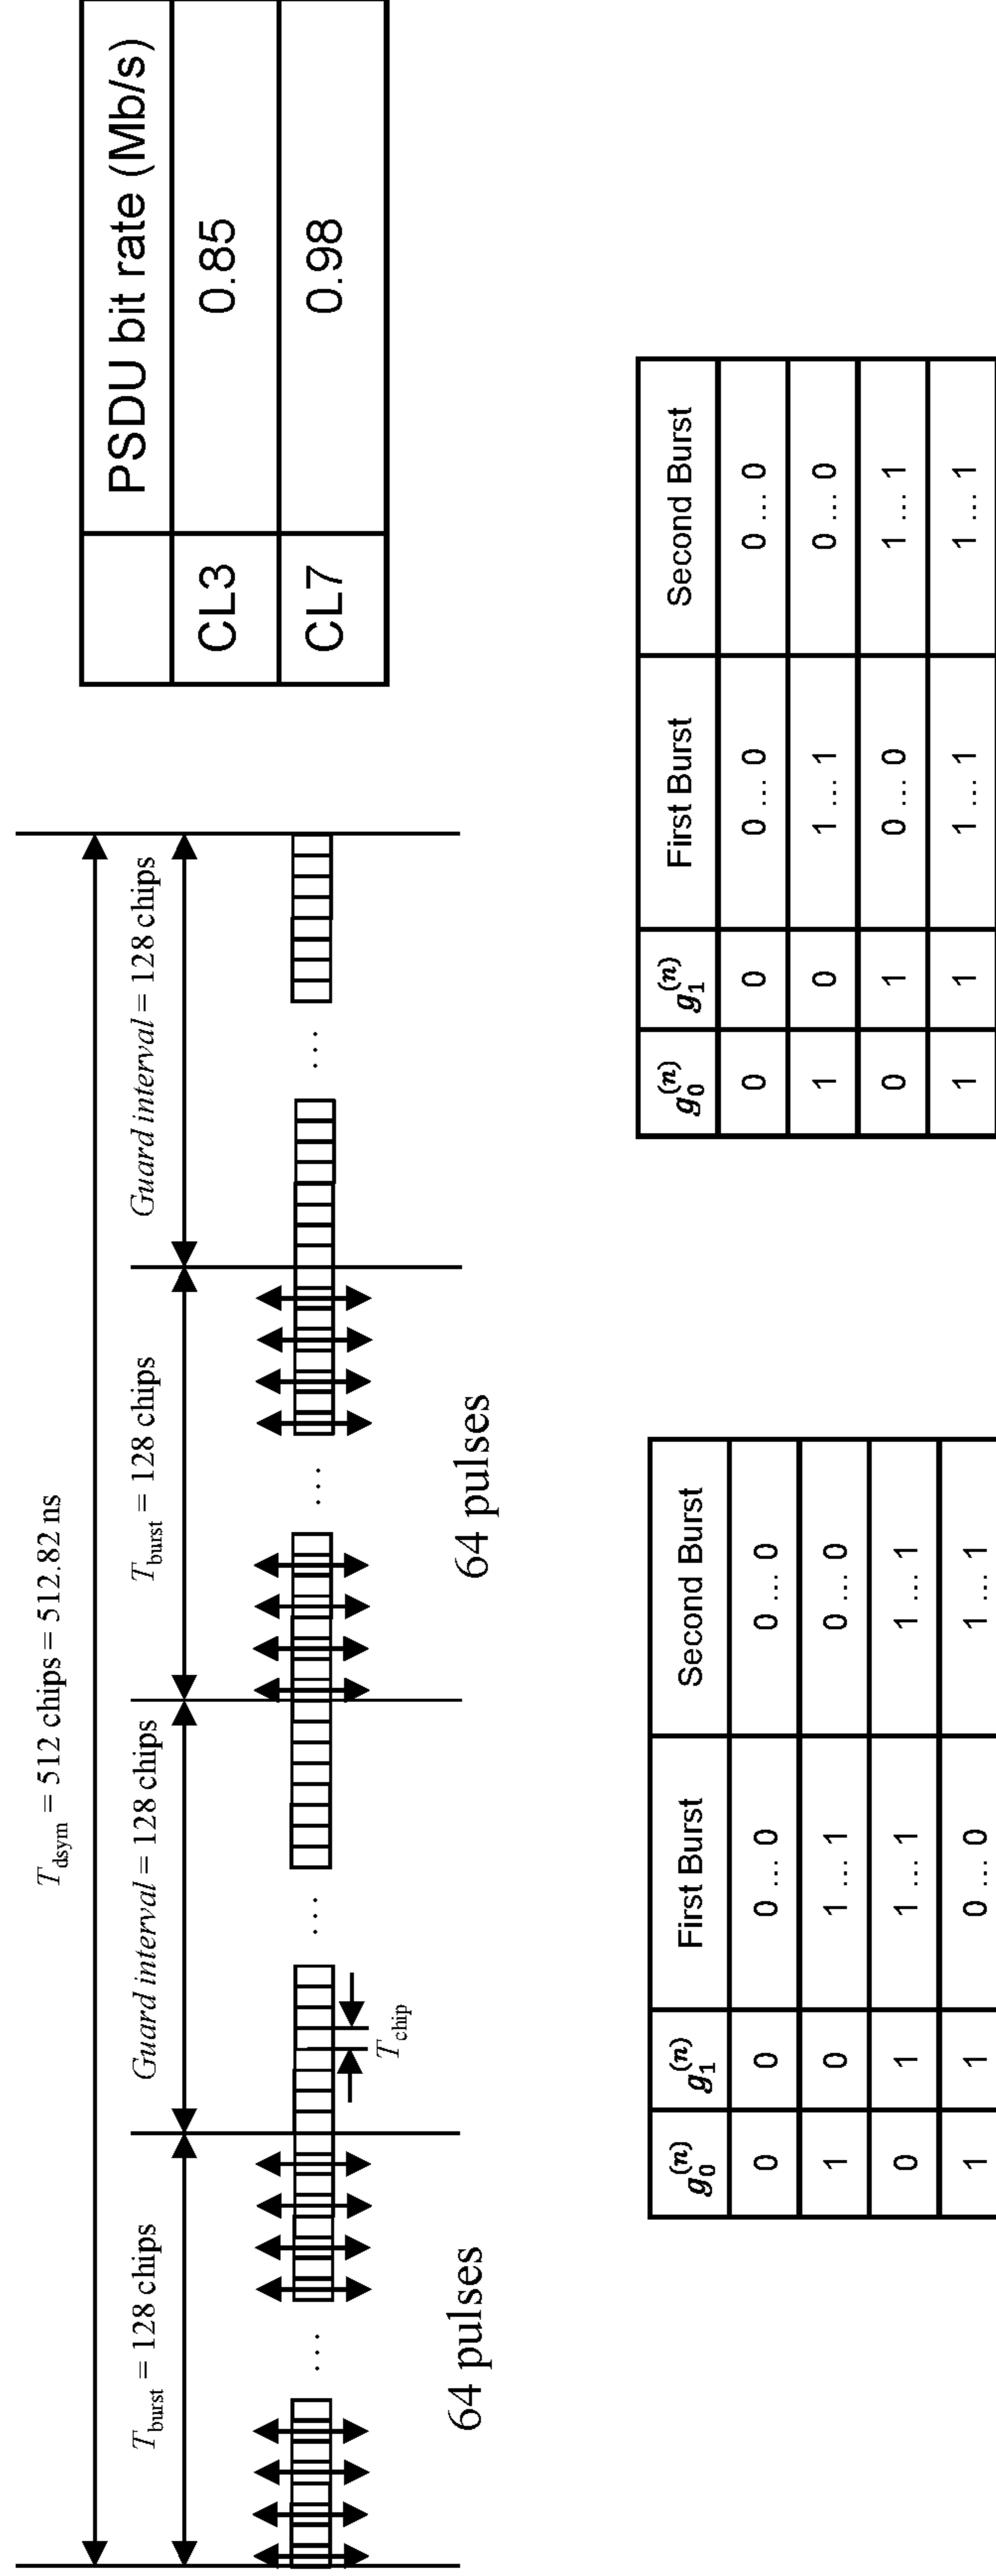 T_dsym = 512 chips = 512.82 ns
T_burst = 128 chips
Guard interval = 128 chips
T_burst = 128 chips
Guard interval = 128 chips
... ... ... ...
T_chip
64 pulses
64 pulses
PSDU bit rate (Mb/s)
CL3 0.85
CL7 0.98
g_0^(n) g_1^(n) First Burst Second Burst
0 0 0 ... 0 0 ... 0
1 0 1 ... 1 0 ... 0
0 1 1 ... 1 1 ... 1
1 1 0 ... 0 1 ... 1
g_0^(n) g_1^(n) First Burst Second Burst
0 0 0 ... 0 0 ... 0
1 0 1 ... 1 0 ... 0
0 1 0 ... 0 1 ... 1
1 1 1 ... 1 1 ... 1